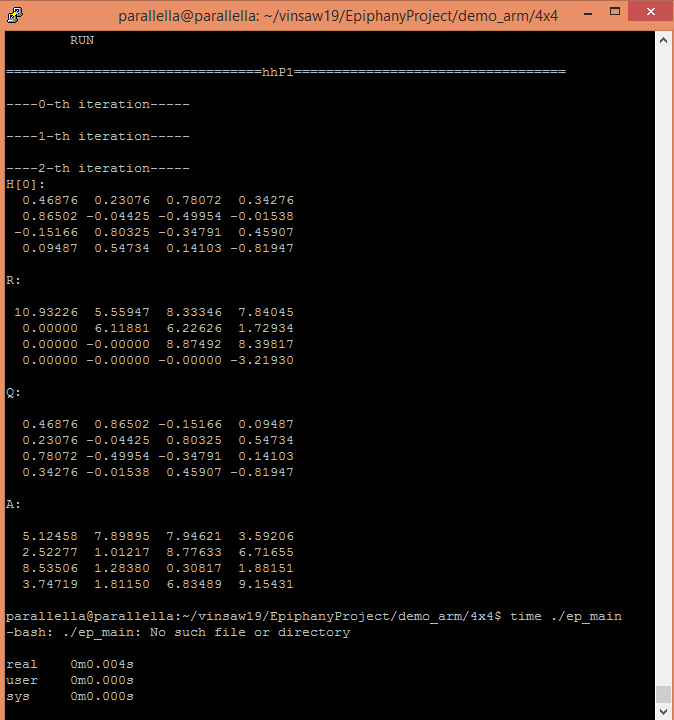 parallella@parallella: ~/vinsaw19/EpiphanyProject/demo_arm/4x4
RUN
================================hhP1==================================
----0-th iteration-----
----1-th iteration-----
----2-th iteration-----
H[0]:
0.46876 0.23076 0.78072 0.34276
0.86502 -0.04425 -0.49954 -0.01538
-0.15166 0.80325 -0.34791 0.45907
0.09487 0.54734 0.14103 -0.81947
R:
10.93226 5.55947 8.33346 7.84045
0.00000 6.11881 6.22626 1.72934
0.00000 -0.00000 8.87492 8.39817
0.00000 -0.00000 -0.00000 -3.21930
Q:
0.46876 0.86502 -0.15166 0.09487
0.23076 -0.04425 0.80325 0.54734
0.78072 -0.49954 -0.34791 0.14103
0.34276 -0.01538 0.45907 -0.81947
A:
5.12458 7.89895 7.94621 3.59206
2.52277 1.01217 8.77633 6.71655
8.53506 1.28380 0.30817 1.88151
3.74719 1.81150 6.83489 9.15431
parallella@parallella:~/vinsaw19/EpiphanyProject/demo_arm/4x4$ time ./ep_main
-bash: ./ep_main: No such file or directory
real 0m0.004s
user 0m0.000s
sys 0m0.000s